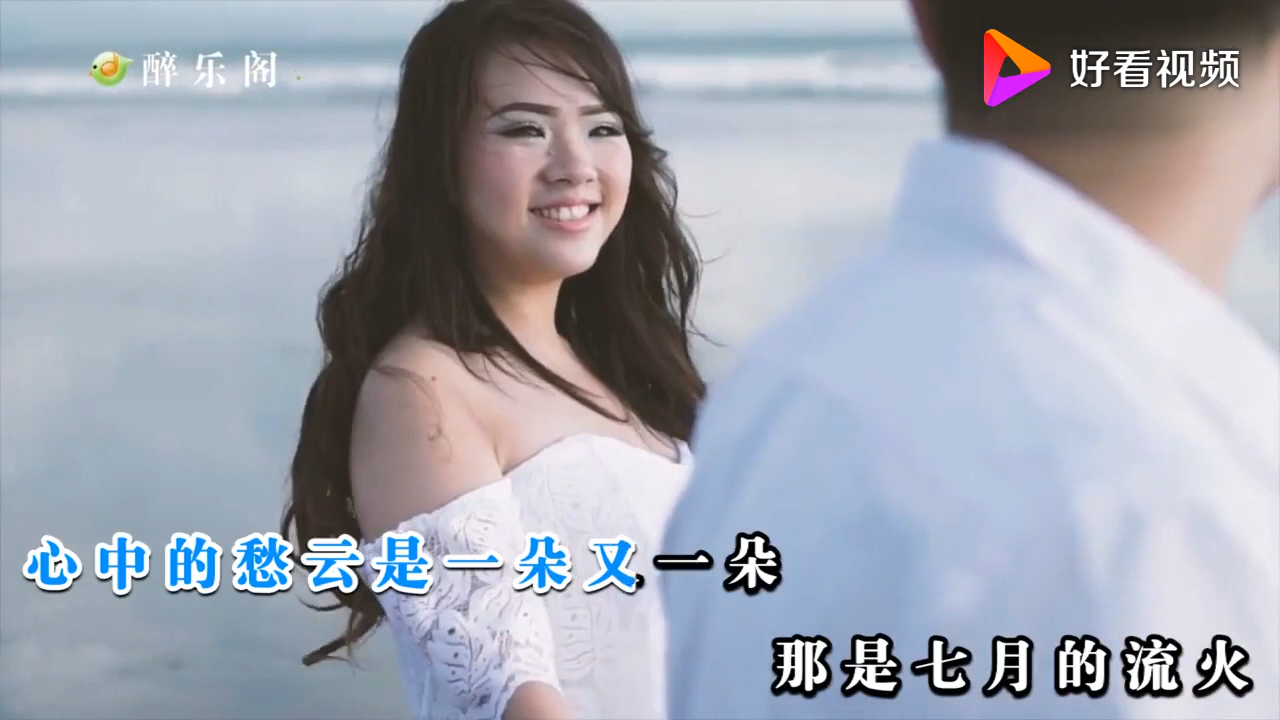 醉乐阁
好看视频
心中的愁云是一朵又一朵
那是七月的流火